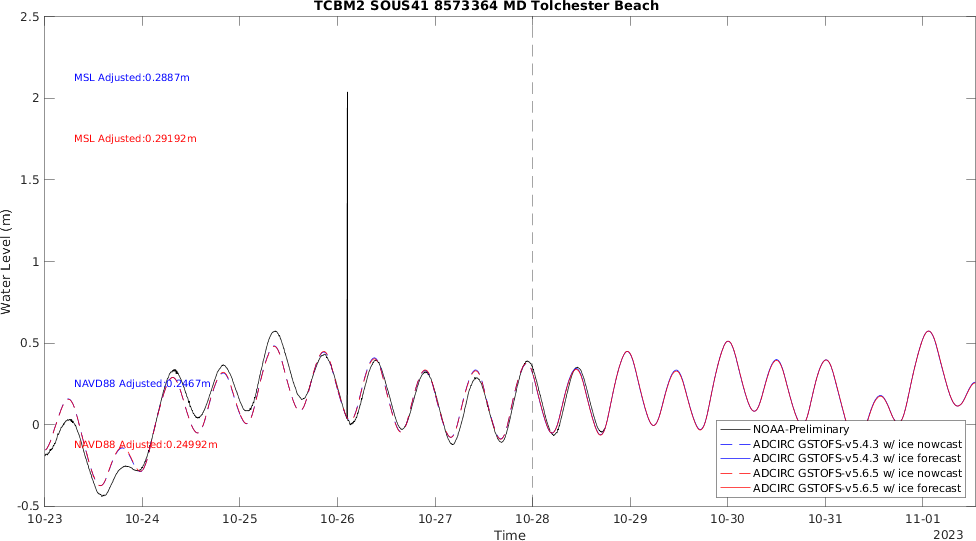 TCBM2 SOUS41 8573364 MD Tolchester Beach
2.5
MSL Adjusted:0.2887m
2
MSL Adjusted:0.29192m
1.5
Water Level (m)
1
0.5
NAVD88 Adjusted:0.2467m
0
NAVD88 Adjusted:0.24992m
NOAA-Preliminary
ADCIRC GSTOFS-v5.4.3 w/ ice nowcast
ADCIRC GSTOFS-v5.4.3 w/ ice forecast
ADCIRC GSTOFS-v5.6.5 w/ ice nowcast
ADCIRC GSTOFS-v5.6.5 w/ ice forecast
-0.5
10-23 10-24 10-25 10-26 10-27 10-28 10-29 10-30 10-31 11-01
Time
2023